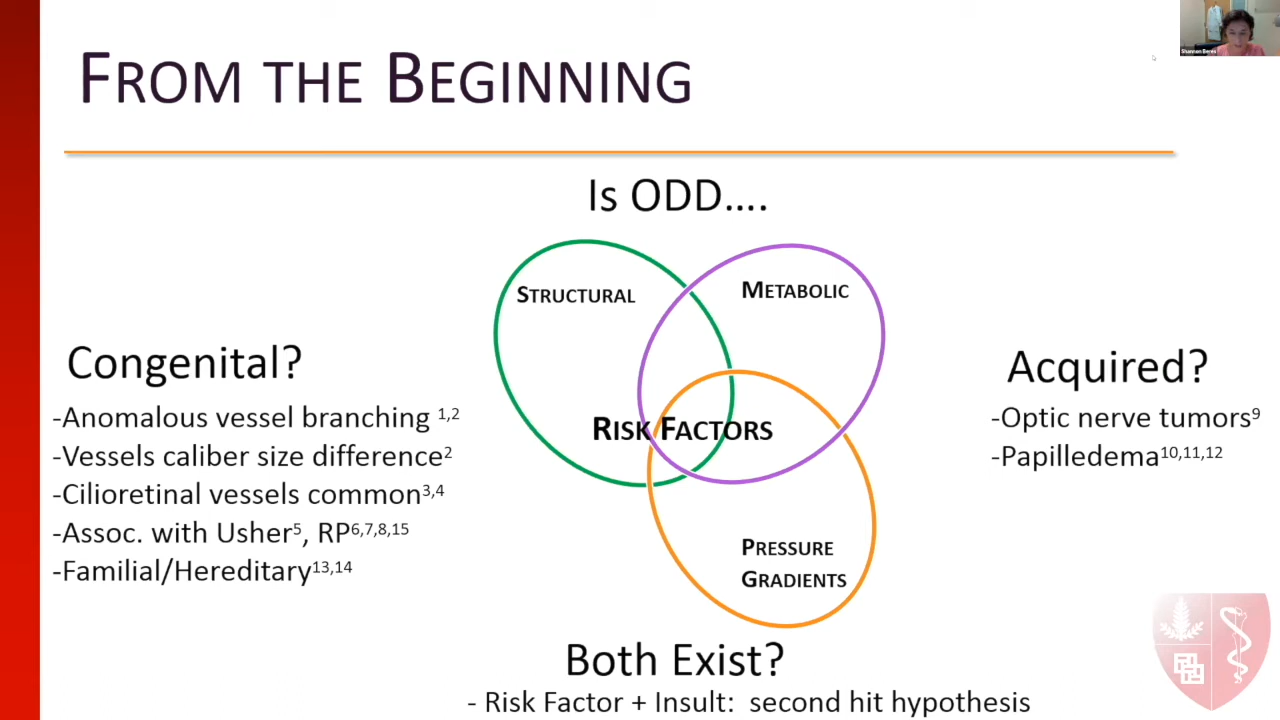 FROM THE BEGINNING
Shannon Beres
Is ODD....
STRUCTURAL
METABOLIC
Congenital?
-Anomalous vessel branching 1,2
-Vessels caliber size difference2
-Cilioretinal vessels common3,4
-Assoc. with Usher5, RP6,7,8,15
-Familial/Hereditary13,14
RISK FACTORS
Acquired?
-Optic nerve tumors9
-Papilledema10,11,12
PRESSURE
GRADIENTS
Both Exist?
- Risk Factor + Insult:  second hit hypothesis